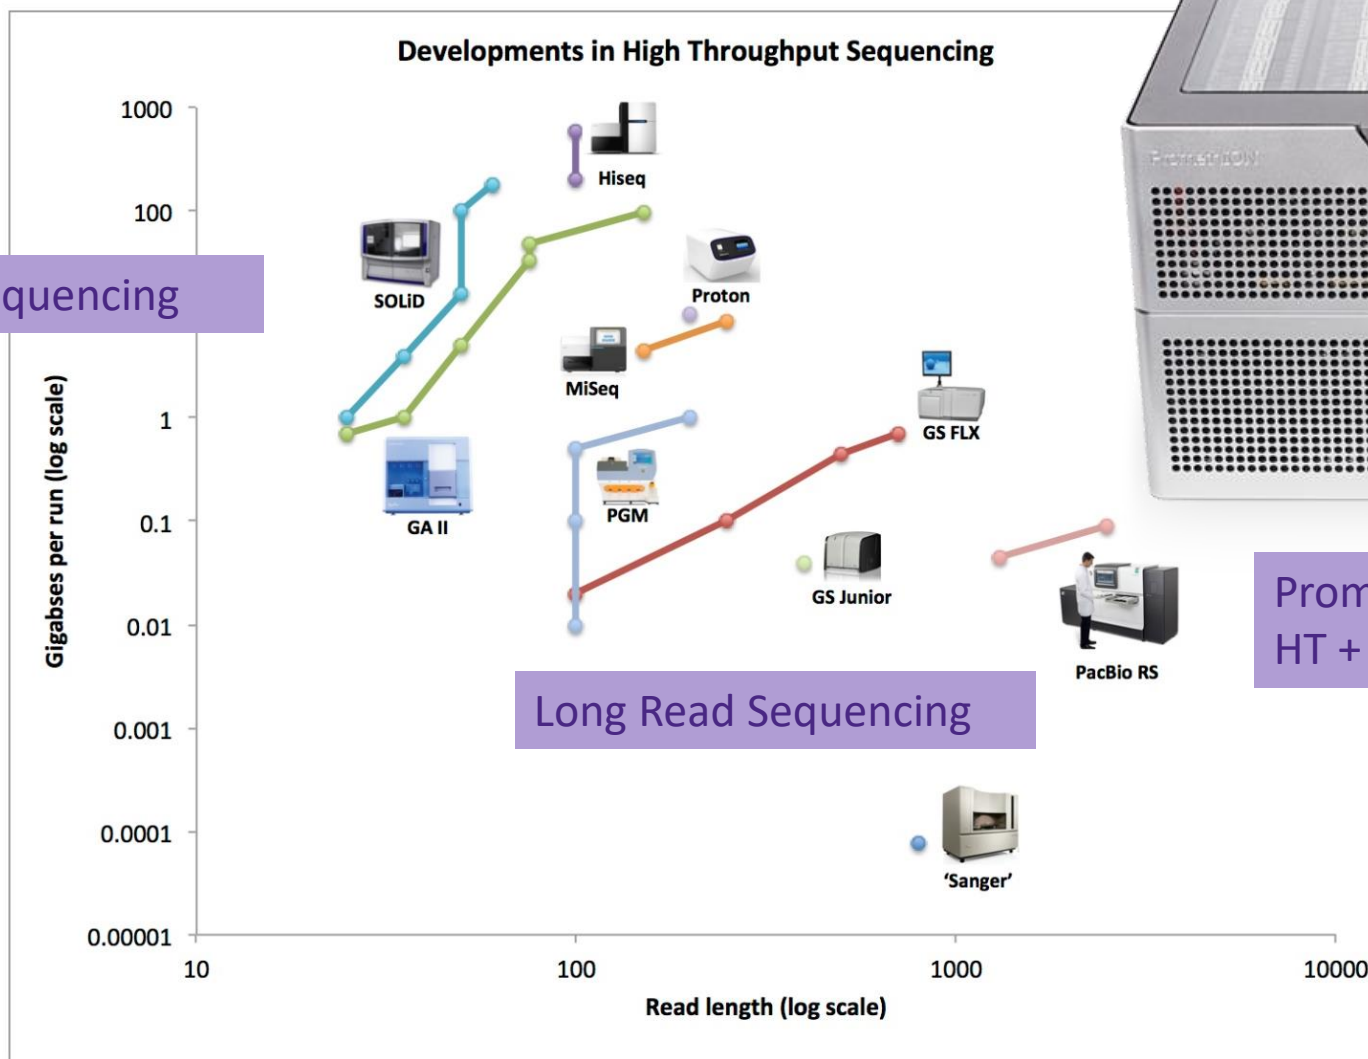 Developments in High Throughput Sequencing
PromethION
1000
Hiseq
100
SOLiD
Proton
quencing
MiSeq
1
GS FLX
GA II
PGM
0.1
GS Junior
0.01
PacBio RS
Prom
HT +
Long Read Sequencing
0.001
0.0001
'Sanger'
0.00001
10
100
1000
10000
Gigabses per run (log scale)
Read length (log scale)